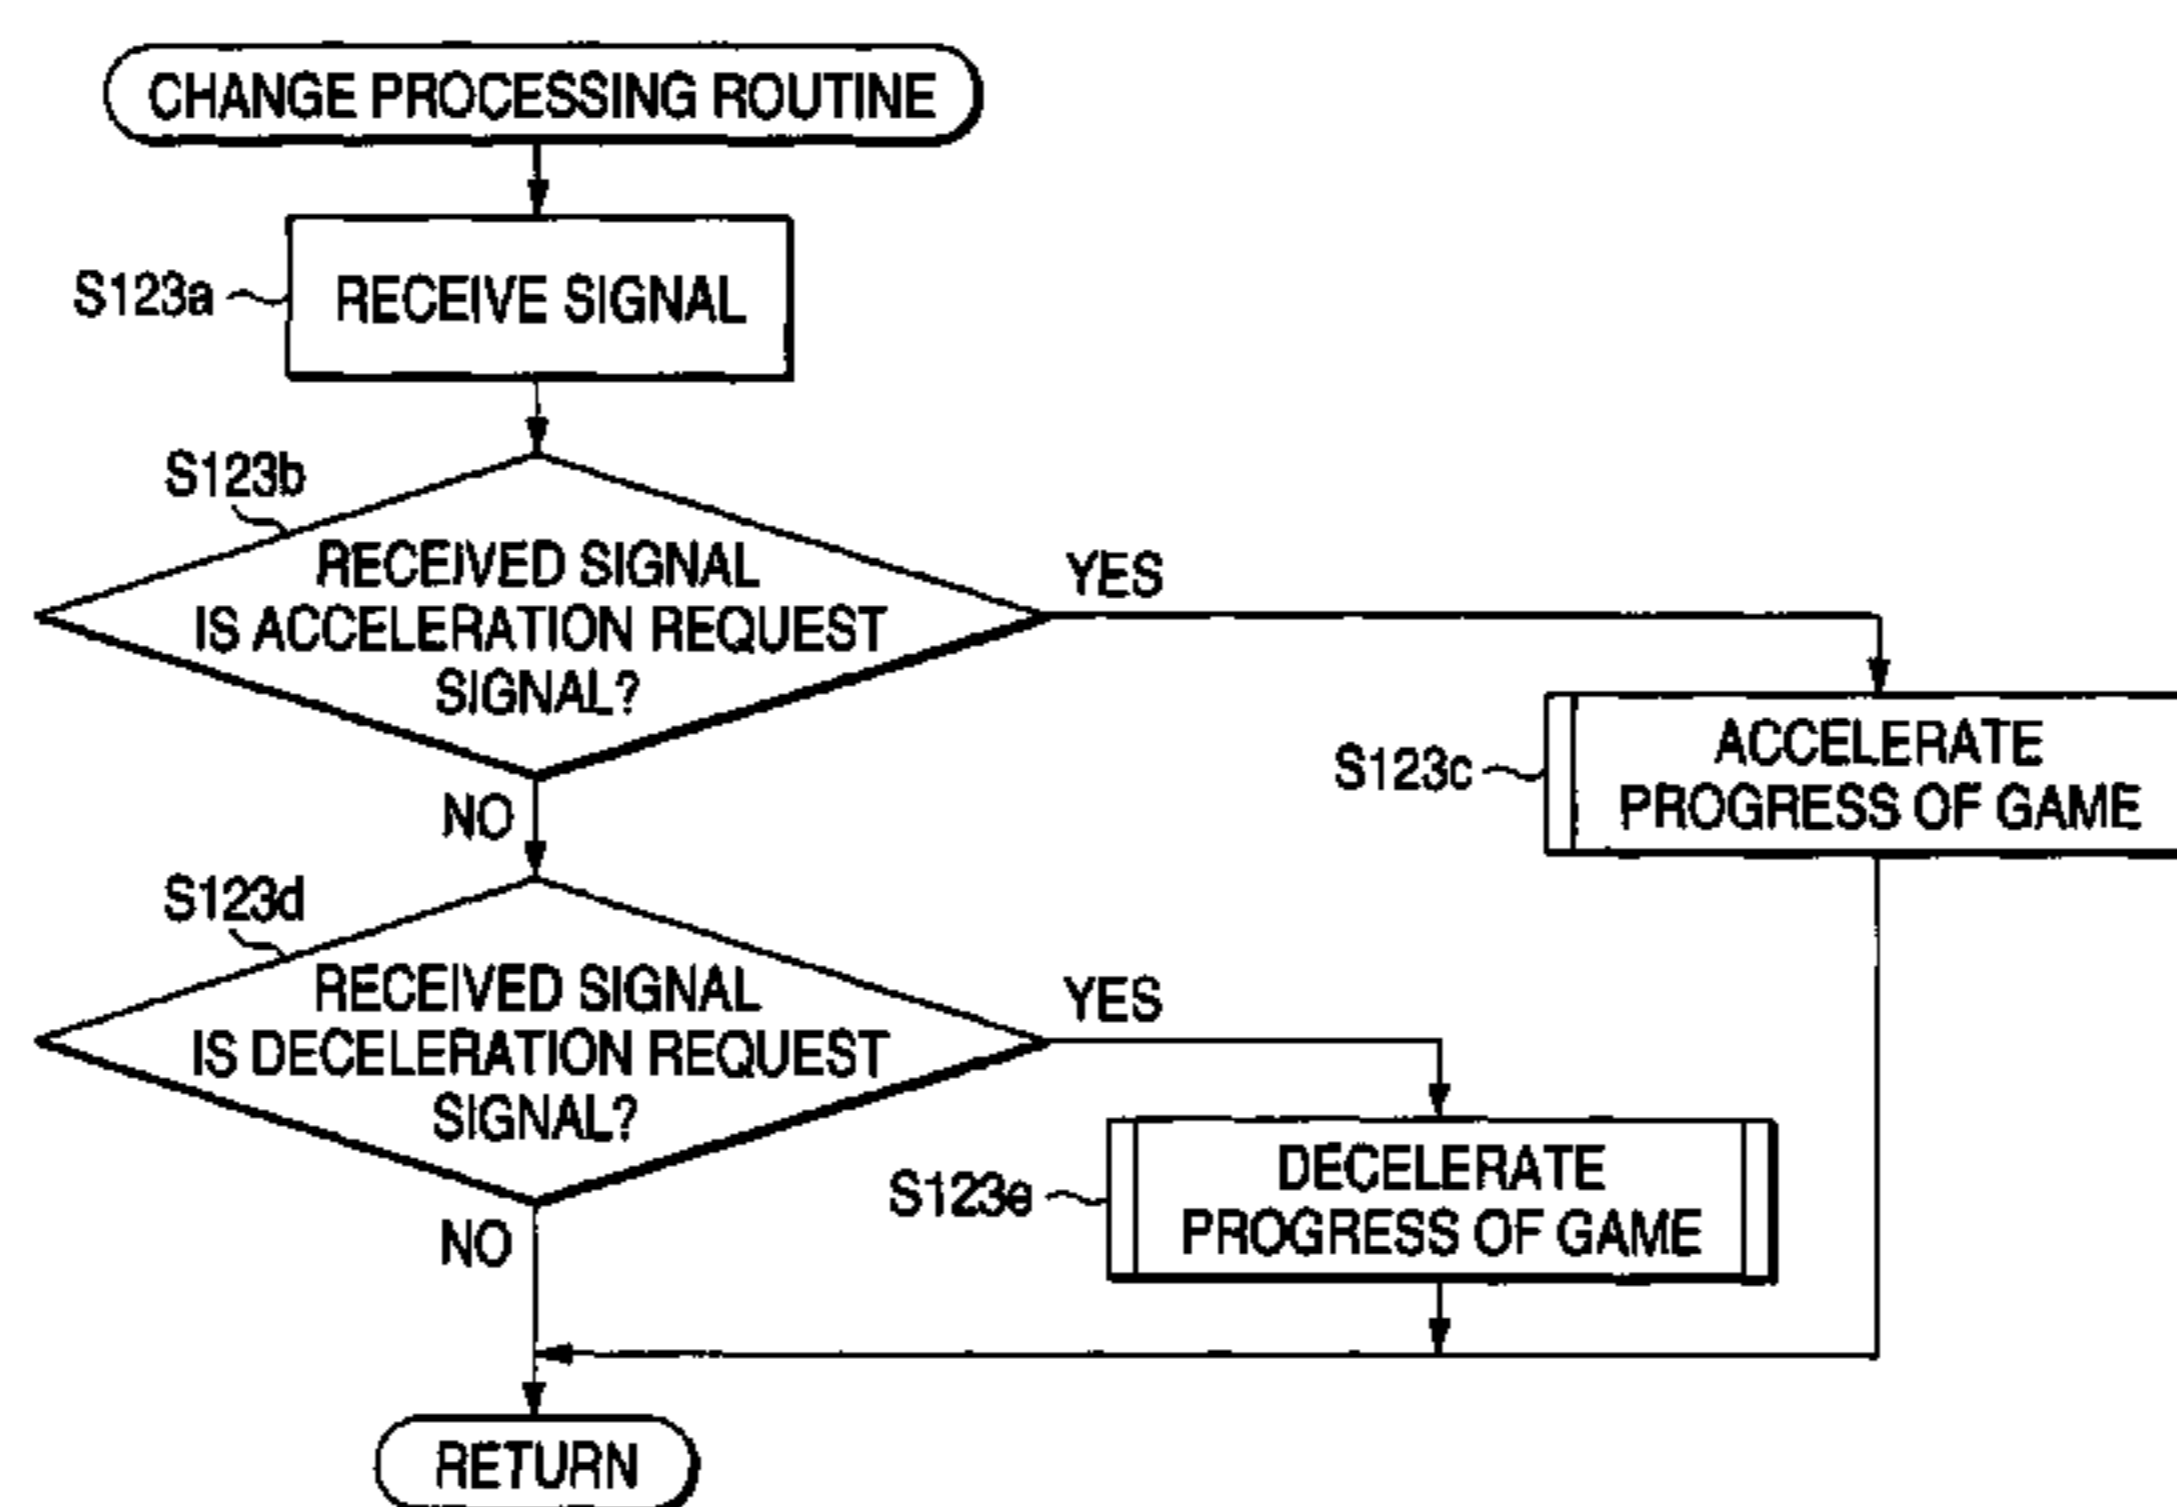 CHANGE PROCESSING ROUTINE
S123a
RECEIVE SIGNAL
S123b
RECEIVED SIGNAL
IS ACCELERATION REQUEST
SIGNAL?
YES
NO
S123c
ACCELERATE
PROGRESS OF GAME
S123d
RECEIVED SIGNAL
IS DECELERATION REQUEST
SIGNAL?
YES
NO
S123e
DECELERATE
PROGRESS OF GAME
RETURN